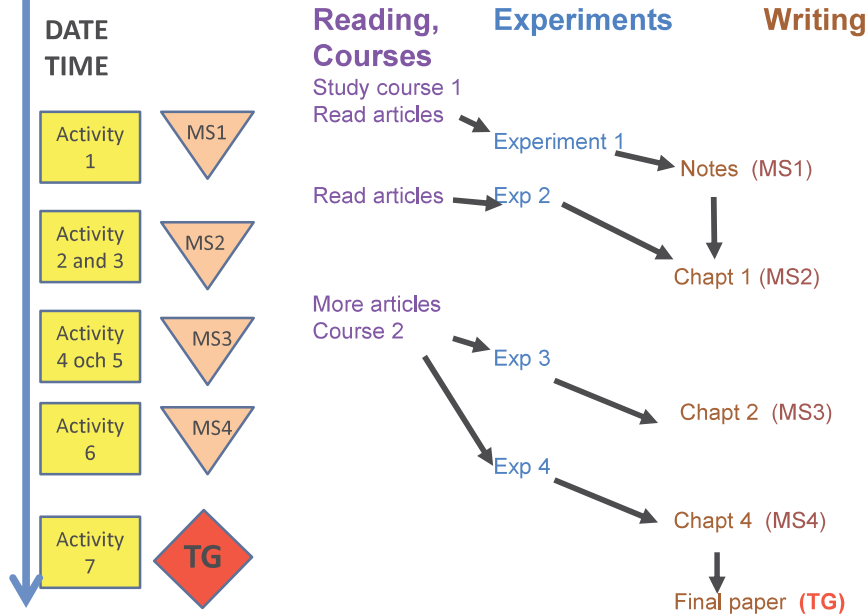 DATE
TIME
Reading,
Courses
Experiments
Writing
Study course 1
Read articles
Activity
1
MS1
Experiment 1
Notes (MS1)
Read articles
Exp 2
Activity
2 and 3
MS2
Chapt 1 (MS2)
More articles
Course 2
Activity
4 och 5
MS3
Exp 3
Activity
6
MS4
Chapt 2 (MS3)
Exp 4
Activity
7
TG
Chapt 4 (MS4)
Final paper (TG)